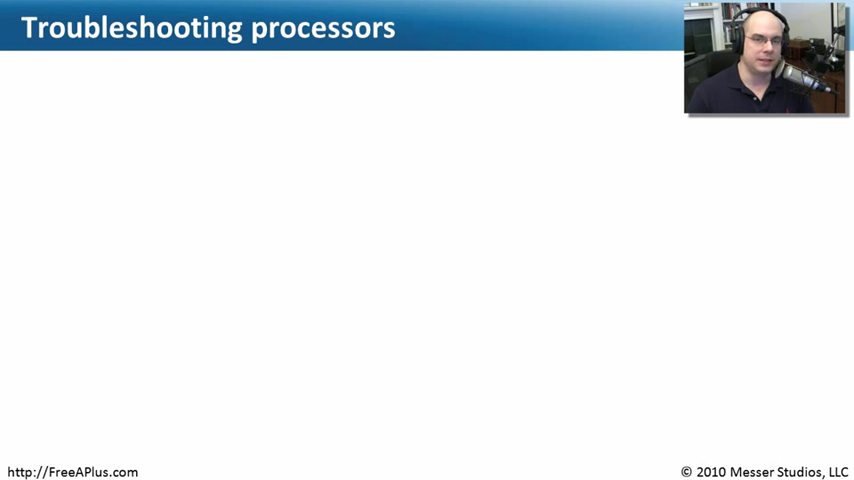 Troubleshooting processors
http://FreeAPlus.com
© 2010 Messer Studios, LLC